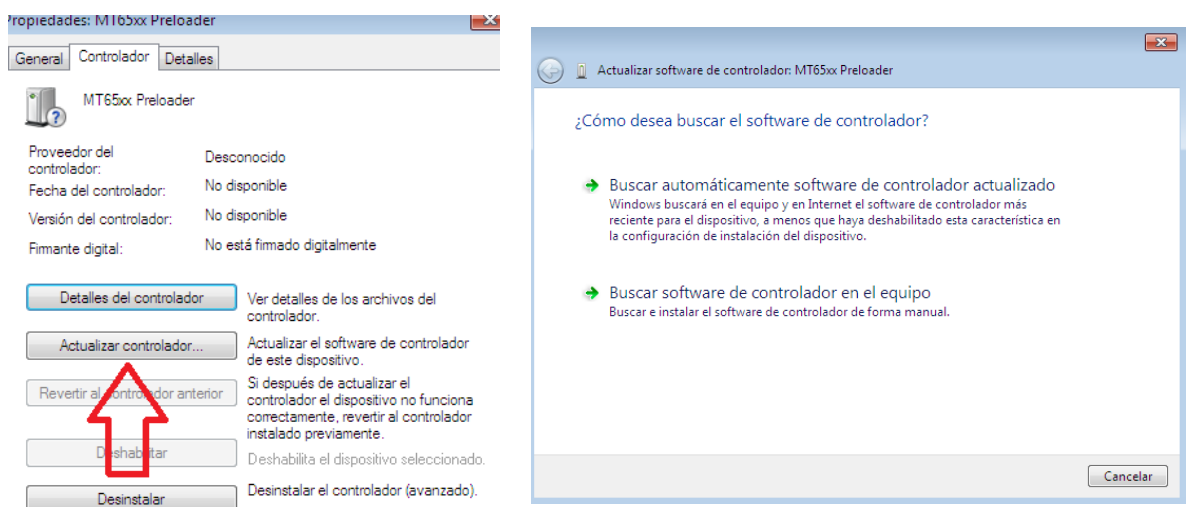 Propiedades: MT65xx Preloader
General Controlador Detalles
MT65xx Preloader
Proveedor del
controlador:
Desconocido
Fecha del controlador:
No disponible
Versión del controlador:
No disponible
Firmante digital:
No está firmado digitalmente
Detalles del controlador
Ver detalles de los archivos del
controlador.
Actualizar controlador...
Actualizar el software de controlador
de este dispositivo.
Revertir al controlador anterior
Si después de actualizar el
controlador el dispositivo no funciona
correctamente, revertir al controlador
instalado previamente.
Deshabilitar
Deshabilita el dispositivo seleccionado.
Desinstalar
Desinstalar el controlador (avanzado).
Actualizar software de controlador: MT65xx Preloader
¿Cómo desea buscar el software de controlador?
Buscar automáticamente software de controlador actualizado
Windows buscará en el equipo y en Internet el software de controlador más
reciente para el dispositivo, a menos que haya deshabilitado esta característica en
la configuración de instalación del dispositivo.
Buscar software de controlador en el equipo
Buscar e instalar el software de controlador de forma manual.
Cancelar